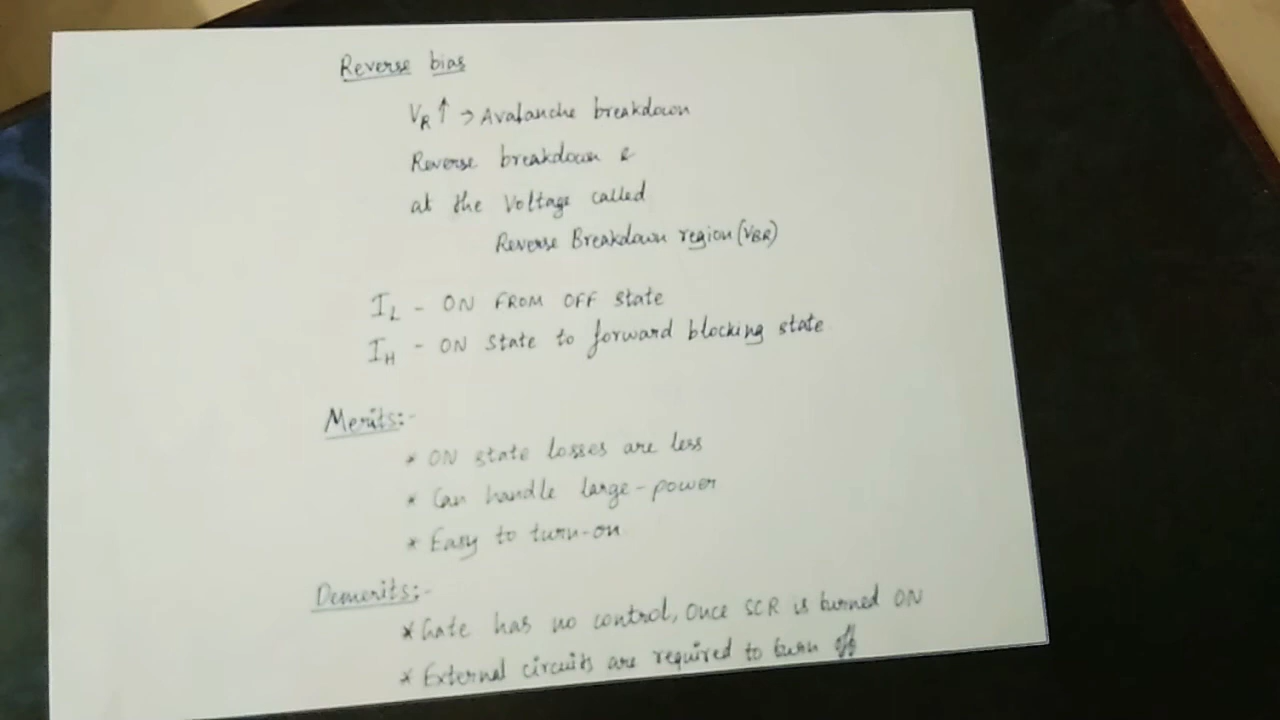 Reverse bias
VR↑ → Avalanche breakdown
Reverse breakdown &
at the Voltage called
Reverse Breakdown region (VBR)
IL - ON FROM OFF state
IH - ON State to forward blocking state
Merits:-
* ON state losses are less
* Can handle large-power
* Easy to turn-on
Demerits:-
* Gate has no control, Once SCR is turned ON
* External circuits are required to turn off